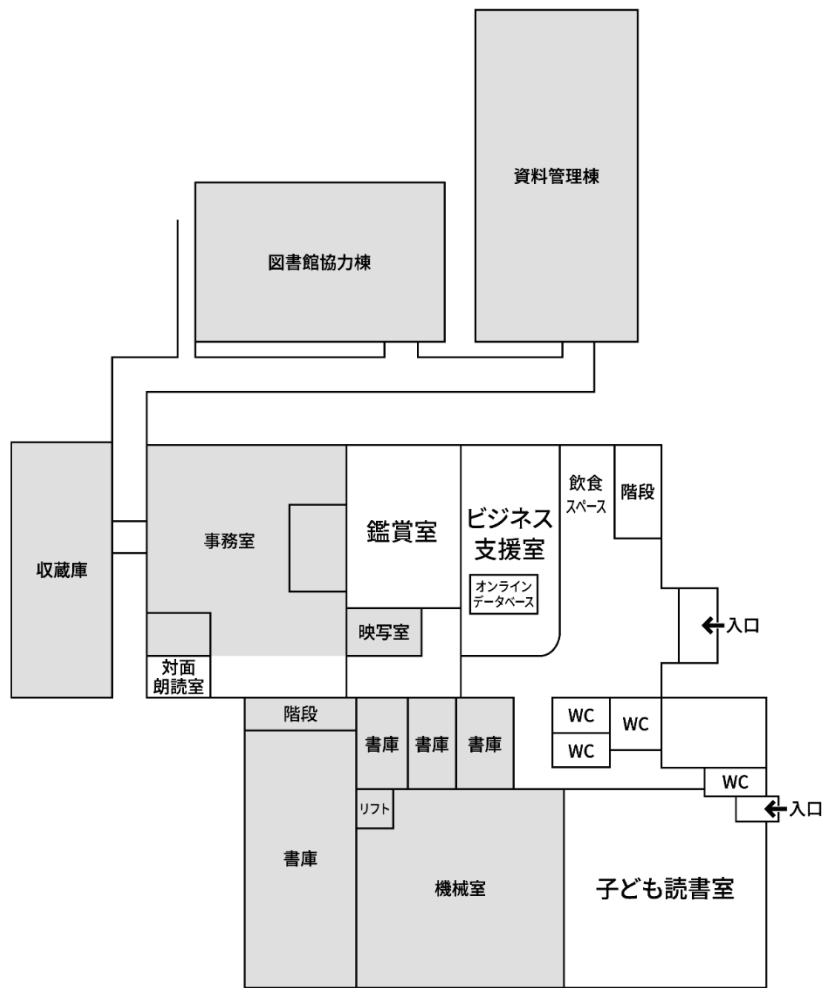 資料管理棟
図書館協力棟
収蔵庫
事務室
鑑賞室
ビジネス
支援室
オンライン
データベース
飲食
スペース
階段
映写室
入口
対面
朗読室
階段
書庫
書庫
書庫
WC
WC
WC
WC
リフト
入口
書庫
機械室
子ども読書室